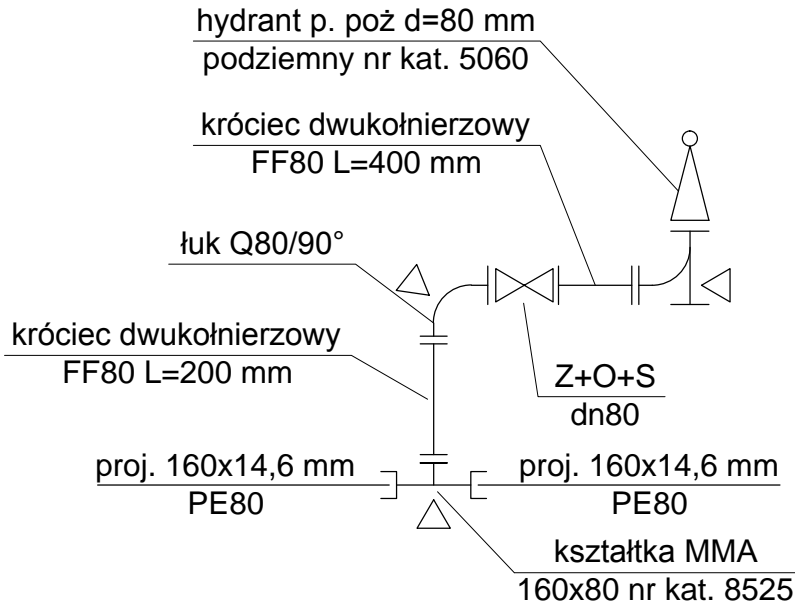 hydrant p. poż d=80 mm
podziemny nr kat. 5060
króciec dwukołnierzowy
FF80 L=400 mm
łuk Q80/90°
króciec dwukołnierzowy
FF80 L=200 mm
Z+O+S
dn80
proj. 160x14,6 mm
PE80
proj. 160x14,6 mm
PE80
kształtka MMA
160x80 nr kat. 8525